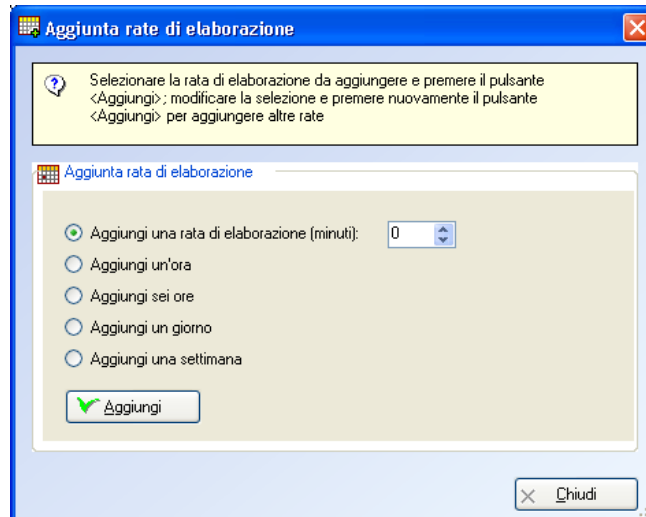 Aggiunta rate di elaborazione
Selezionare la rata di elaborazione da aggiungere e premere il pulsante
<Aggiungi>; modificare la selezione e premere nuovamente il pulsante
<Aggiungi> per aggiungere altre rate
Aggiunta rata di elaborazione
Aggiungi una rata di elaborazione (minuti): 0
Aggiungi un'ora
Aggiungi sei ore
Aggiungi un giorno
Aggiungi una settimana
Aggiungi
Chiudi